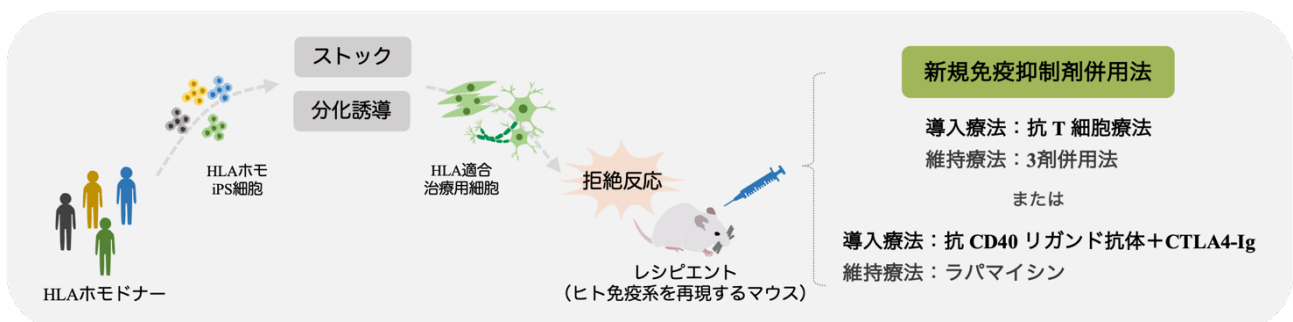 HLAホモドナー
HLAホモ
iPS細胞
ストック
分化誘導
HLA適合
治療用細胞
拒絶反応
レシピエント
（ヒト免疫系を再現するマウス）
新規免疫抑制剤併用法
導入療法：抗 T 細胞療法
維持療法：3剤併用法
または
導入療法：抗 CD40 リガンド抗体＋CTLA4-Ig
維持療法：ラパマイシン